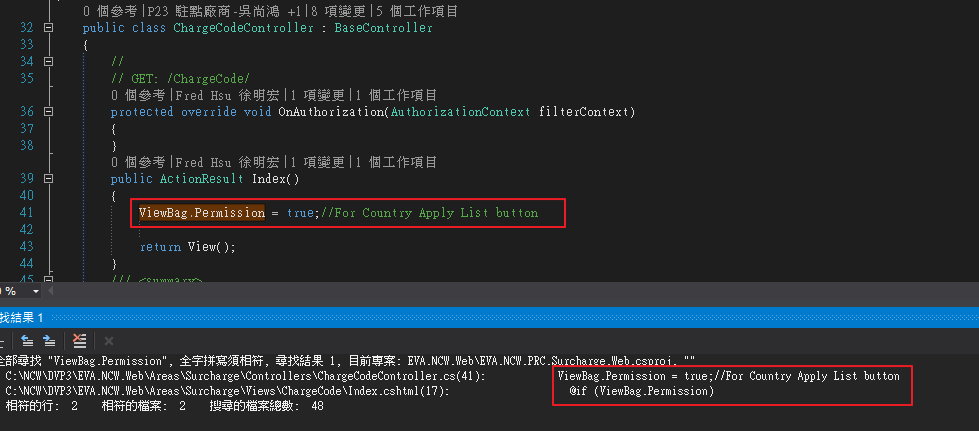 0 個參考|P23 駐點廠商-吳尚鴻 +1|8 項變更|5 個工作項目
32 public class ChargeCodeController : BaseController
33 {
34 //
35 // GET: /ChargeCode/
0 個參考|Fred Hsu 徐明宏|1 項變更|1 個工作項目
36 protected override void OnAuthorization(AuthorizationContext filterContext)
37 {
38 }
0 個參考|Fred Hsu 徐明宏|1 項變更|1 個工作項目
39 public ActionResult Index()
40 {
41 ViewBag.Permission = true;//For Country Apply List button
42
43 return View();
44 }
45 /// <summary>
%
找結果 1
全部尋找 "ViewBag.Permission", 全字拼寫須相符, 尋找結果 1, 目前專案: EVA.NCW.Web\EVA.NCW.PRC.Surcharge.Web.csproj, ""
C:\NCW\DVP3\EVA.NCW.Web\Areas\Surcharge\Controllers\ChargeCodeController.cs(41): ViewBag.Permission = true;//For Country Apply List button
C:\NCW\DVP3\EVA.NCW.Web\Areas\Surcharge\Views\ChargeCode\Index.cshtml(17): @if (ViewBag.Permission)
相符的行: 2 相符的檔案: 2 搜尋的檔案總數: 48